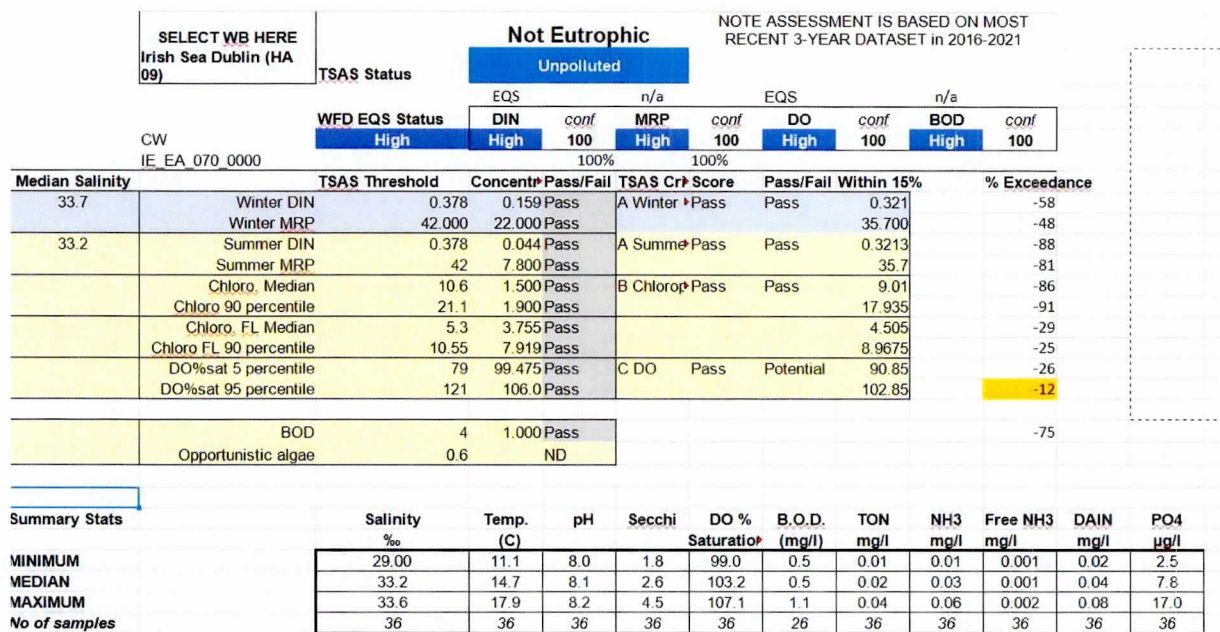 SELECT WB HERE
Irish Sea Dublin (HA 09)
TSAS Status
Not Eutrophic
Unpolluted
NOTE ASSESSMENT IS BASED ON MOST RECENT 3-YEAR DATASET in 2016-2021
EQS n/a EQS n/a
WFD EQS Status DIN conf MRP conf DO conf BOD conf
CW High High 100 High 100 High 100 High 100
IE_EA_070_0000 100% 100%
Median Salinity TSAS Threshold Concentr Pass/Fail TSAS Cri Score Pass/Fail Within 15% % Exceedance
33.7 Winter DIN 0.378 0.159 Pass A Winter Pass Pass 0.321 -58
Winter MRP 42.000 22.000 Pass 35.700 -48
33.2 Summer DIN 0.378 0.044 Pass A Summe Pass Pass 0.3213 -88
Summer MRP 42 7.800 Pass 35.7 -81
Chloro. Median 10.6 1.500 Pass B Chlorop Pass Pass 9.01 -86
Chloro 90 percentile 21.1 1.900 Pass 17.935 -91
Chloro. FL Median 5.3 3.755 Pass 4.505 -29
Chloro FL 90 percentile 10.55 7.919 Pass 8.9675 -25
DO%sat 5 percentile 79 99.475 Pass C DO Pass Potential 90.85 -26
DO%sat 95 percentile 121 106.0 Pass 102.85 -12
BOD 4 1.000 Pass -75
Opportunistic algae 0.6 ND
Summary Stats Salinity Temp. pH Secchi DO % B.O.D. TON NH3 Free NH3 DAIN PO4
‰ (C) Saturatio (mg/l) mg/l mg/l mg/l mg/l µg/l
MINIMUM 29.00 11.1 8.0 1.8 99.0 0.5 0.01 0.01 0.001 0.02 2.5
MEDIAN 33.2 14.7 8.1 2.6 103.2 0.5 0.02 0.03 0.001 0.04 7.8
MAXIMUM 33.6 17.9 8.2 4.5 107.1 1.1 0.04 0.06 0.002 0.08 17.0
No of samples 36 36 36 36 36 26 36 36 36 36 36